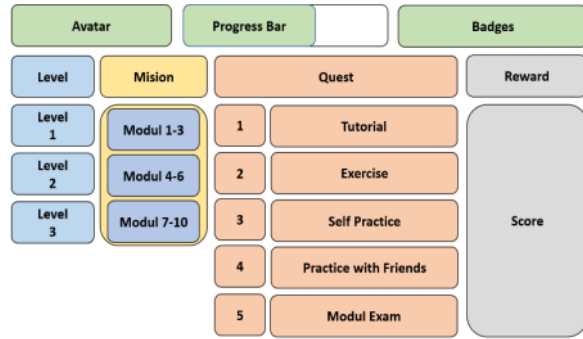 Avatar
Progress Bar
Badges
Level
Mision
Quest
Reward
Level
1
Modul 1-3
1
Tutorial
Level
2
Modul 4-6
2
Exercise
Level
3
Modul 7-10
3
Self Practice
Score
4
Practice with Friends
5
Modul Exam